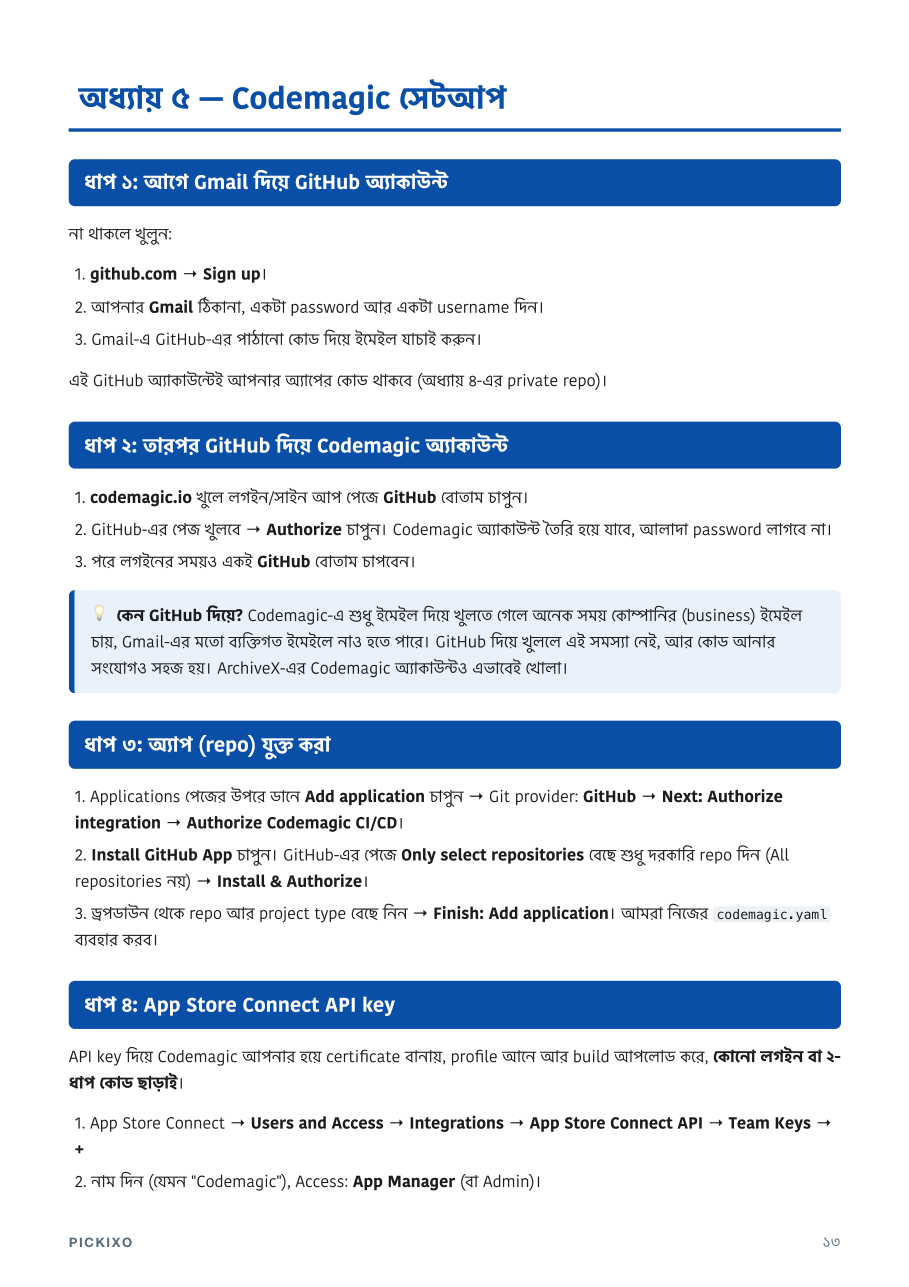 অধ্যায় ৫ — Codemagic সেটআপ
ধাপ ১: আগে Gmail দিয়ে GitHub অ্যাকাউন্ট
না থাকলে খুলুন:
1. github.com → Sign up।
2. আপনার Gmail ঠিকানা, একটা password আর একটা username দিন।
3. Gmail-এ GitHub-এর পাঠানো কোড দিয়ে ইমেইল যাচাই করুন।
এই GitHub অ্যাকাউন্টেই আপনার অ্যাপের কোড থাকবে (অধ্যায় ৪-এর private repo)।
ধাপ ২: তারপর GitHub দিয়ে Codemagic অ্যাকাউন্ট
1. codemagic.io খুলে লগইন/সাইন আপ পেজে GitHub বোতাম চাপুন।
2. GitHub-এর পেজ খুলবে → Authorize চাপুন। Codemagic অ্যাকাউন্ট তৈরি হয়ে যাবে, আলাদা password লাগবে না।
3. পরে লগইনের সময়ও একই GitHub বোতাম চাপবেন।
💡 কেন GitHub দিয়ে? Codemagic-এ শুধু ইমেইল দিয়ে খুলতে গেলে অনেক সময় কোম্পানির (business) ইমেইল
চায়, Gmail-এর মতো ব্যক্তিগত ইমেইলে নাও হতে পারে। GitHub দিয়ে খুললে এই সমস্যা নেই, আর কোড আনার
সংযোগও সহজ হয়। ArchiveX-এর Codemagic অ্যাকাউন্টও এভাবেই খোলা।
ধাপ ৩: অ্যাপ (repo) যুক্ত করা
1. Applications পেজের উপরে ডানে Add application চাপুন → Git provider: GitHub → Next: Authorize
integration → Authorize Codemagic CI/CD।
2. Install GitHub App চাপুন। GitHub-এর পেজে Only select repositories বেছে শুধু দরকারি repo দিন (All
repositories নয়) → Install & Authorize।
3. ড্রপডাউন থেকে repo আর project type বেছে নিন → Finish: Add application। আমরা নিজের codemagic.yaml
ব্যবহার করব।
ধাপ ৪: App Store Connect API key
API key দিয়ে Codemagic আপনার হয়ে certificate বানায়, profile আনে আর build আপলোড করে, কোনো লগইন বা ২-
ধাপ কোড ছাড়াই।
1. App Store Connect → Users and Access → Integrations → App Store Connect API → Team Keys →
+
2. নাম দিন (যেমন "Codemagic"), Access: App Manager (বা Admin)।
PICKIXO
১৩